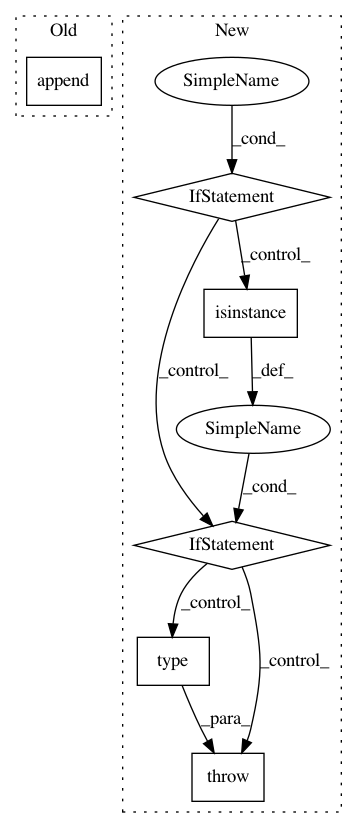 Old
New
append
SimpleName
_cond_
IfStatement
_control_
isinstance
_control_
_def_
SimpleName
_cond_
IfStatement
_control_
type
_control_
_para_
throw